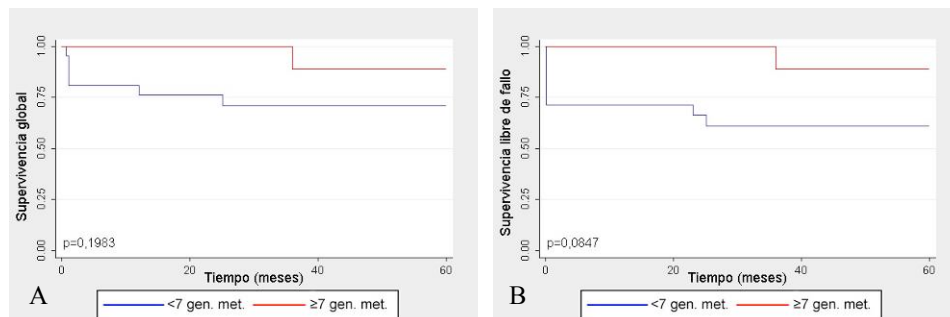 Supervivencia global
1.00
0.75
0.50
0.25
0.00
p=0,1983
0
20
40
60
Tiempo (meses)
A
<7 gen. met.
≥7 gen. met.
Supervivencia libre de fallo
1.00
0.75
0.50
0.25
0.00
p=0,0847
0
20
40
60
Tiempo (meses)
B
<7 gen. met.
≥7 gen. met.